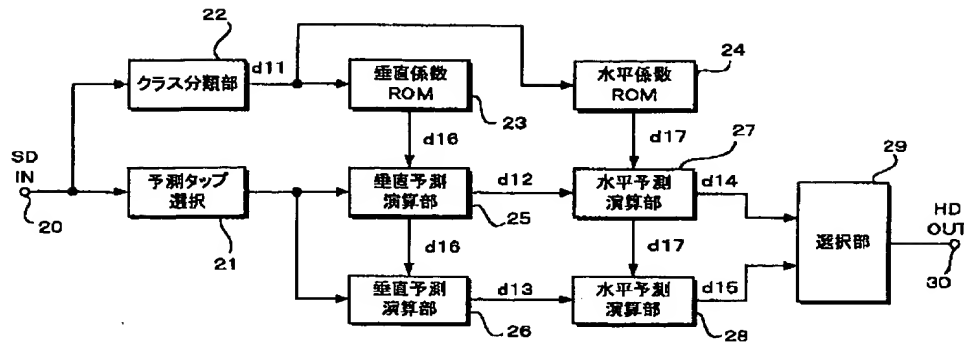 22
クラス分類部
d11
垂直係数
ROM
23
水平係数
ROM
24
d16
d17
SD
IN
20
予測タップ
選択
21
垂直予測
演算部
25
d12
水平予測
演算部
27
d14
29
選択部
HD
OUT
30
d16
d17
垂直予測
演算部
26
d13
水平予測
演算部
28
d15